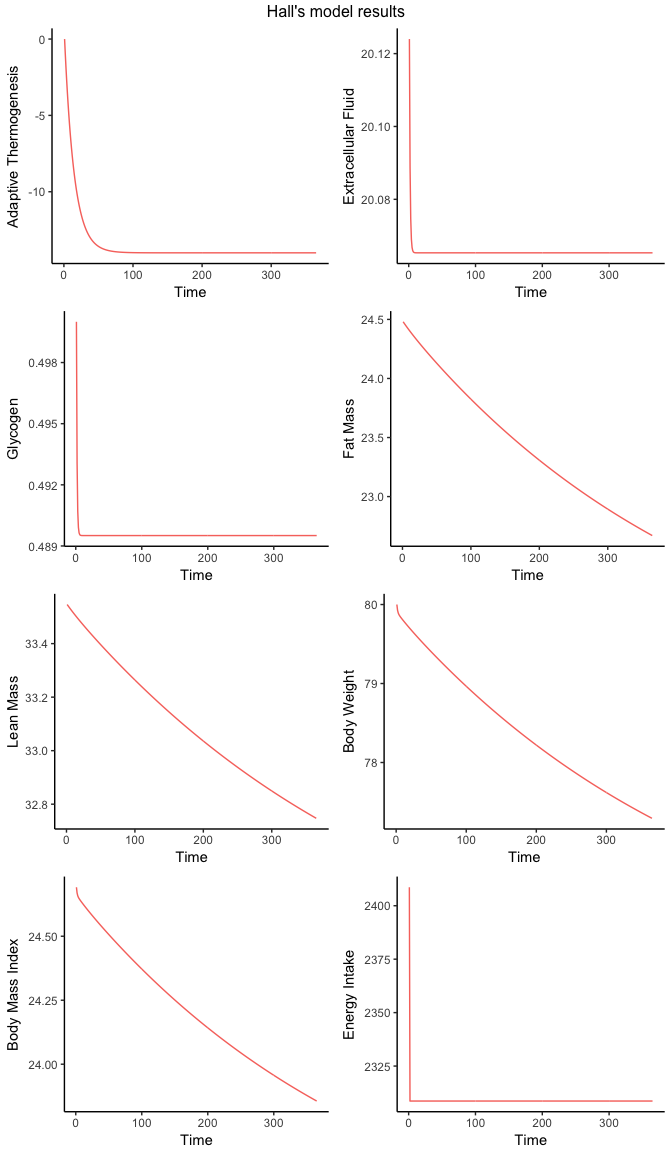 Hall's model results
0
-5
-10
Adaptive Thermogenesis
0 100 200 300
Time
20.12
20.10
20.08
Extracellular Fluid
0 100 200 300
Time
0.498
0.495
0.492
0.489
Glycogen
0 100 200 300
Time
24.5
24.0
23.5
23.0
Fat Mass
0 100 200 300
Time
33.4
33.2
33.0
32.8
Lean Mass
0 100 200 300
Time
80
79
78
Body Weight
0 100 200 300
Time
24.50
24.25
24.00
Body Mass Index
0 100 200 300
Time
2400
2375
2350
2325
Energy Intake
0 100 200 300
Time